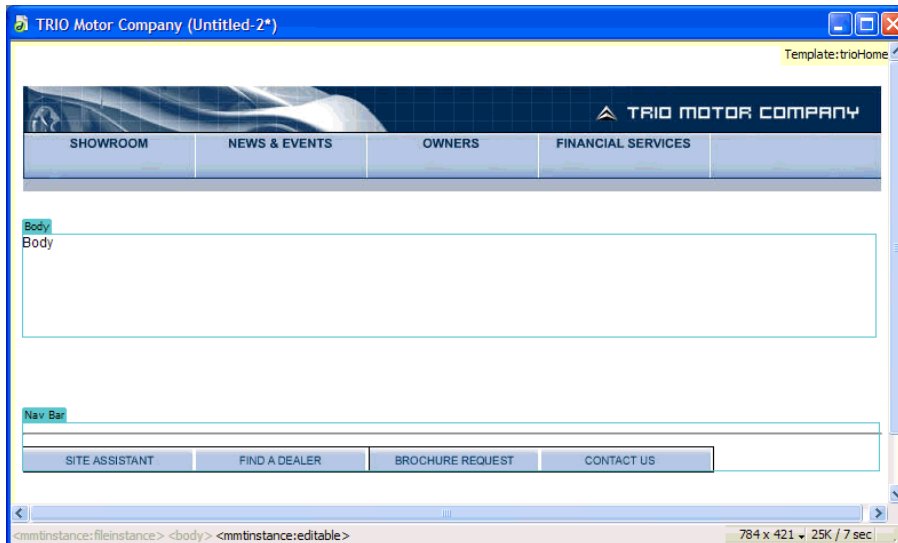 TRIO Motor Company (Untitled-2*)
Template:trioHome
TRIO MOTOR COMPANY
SHOWROOM NEWS & EVENTS OWNERS FINANCIAL SERVICES
Body
Body
Nav Bar
SITE ASSISTANT FIND A DEALER BROCHURE REQUEST CONTACT US
<mmtinstance:fileinstance> <body> <mmtinstance:editable> 784 x 421 25K / 7 sec